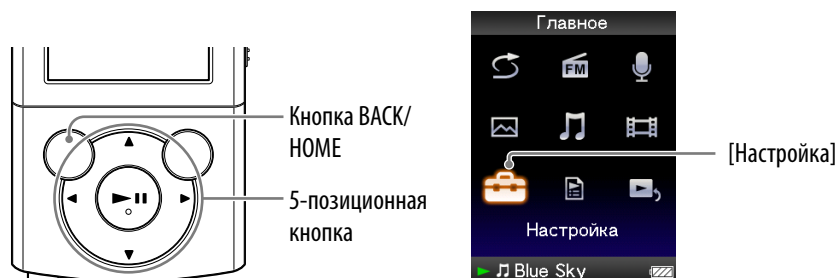 Главное
FM
Кнопка BACK/
HOME
[Настройка]
5-позиционная
кнопка
Настройка
Blue Sky